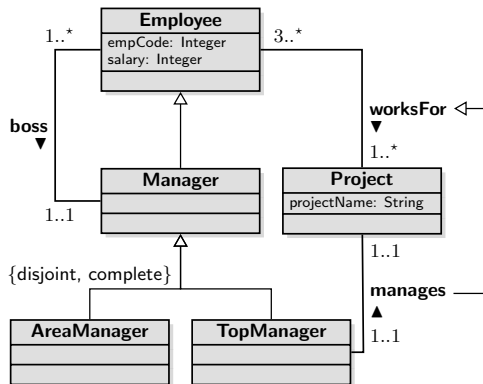 Employee
1..*
empCode: Integer
3..*
salary: Integer
boss
worksFor
1..*
Manager
Project
1..1
projectName: String
1..1
{disjoint, complete}
manages
AreaManager
TopManager
1..1